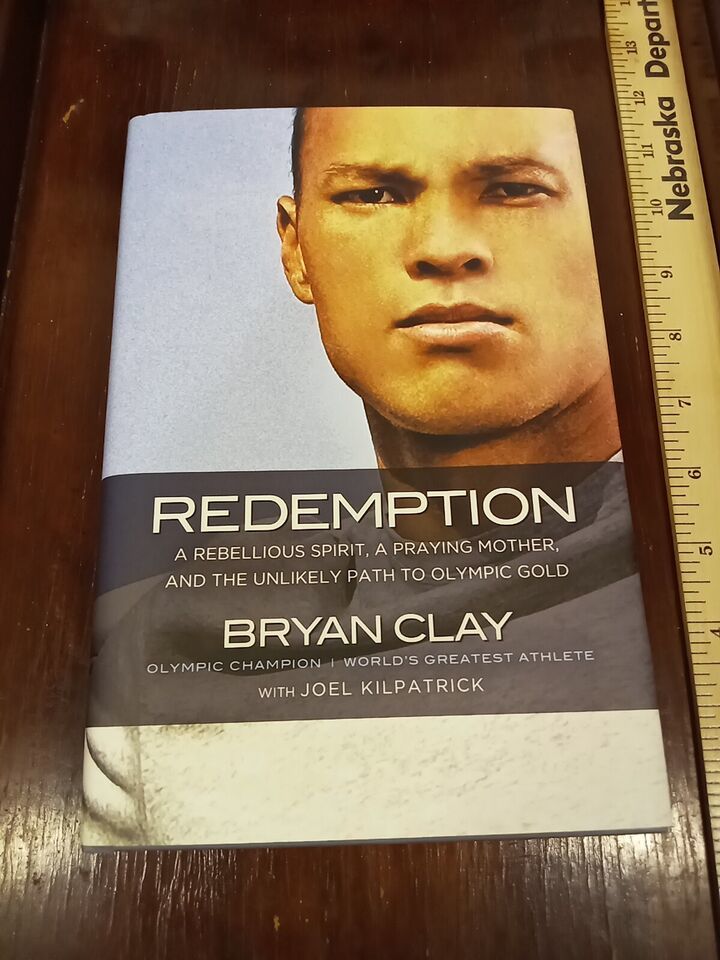 REDEMPTION
A REBELLIOUS SPIRIT, A PRAYING MOTHER,
AND THE UNLIKELY PATH TO OLYMPIC GOLD
BRYAN CLAY
OLYMPIC CHAMPION | WORLD'S GREATEST ATHLETE
WITH JOEL KILPATRICK
Nebraska Depart
13
12
11
10
9
8
7
6
5
4